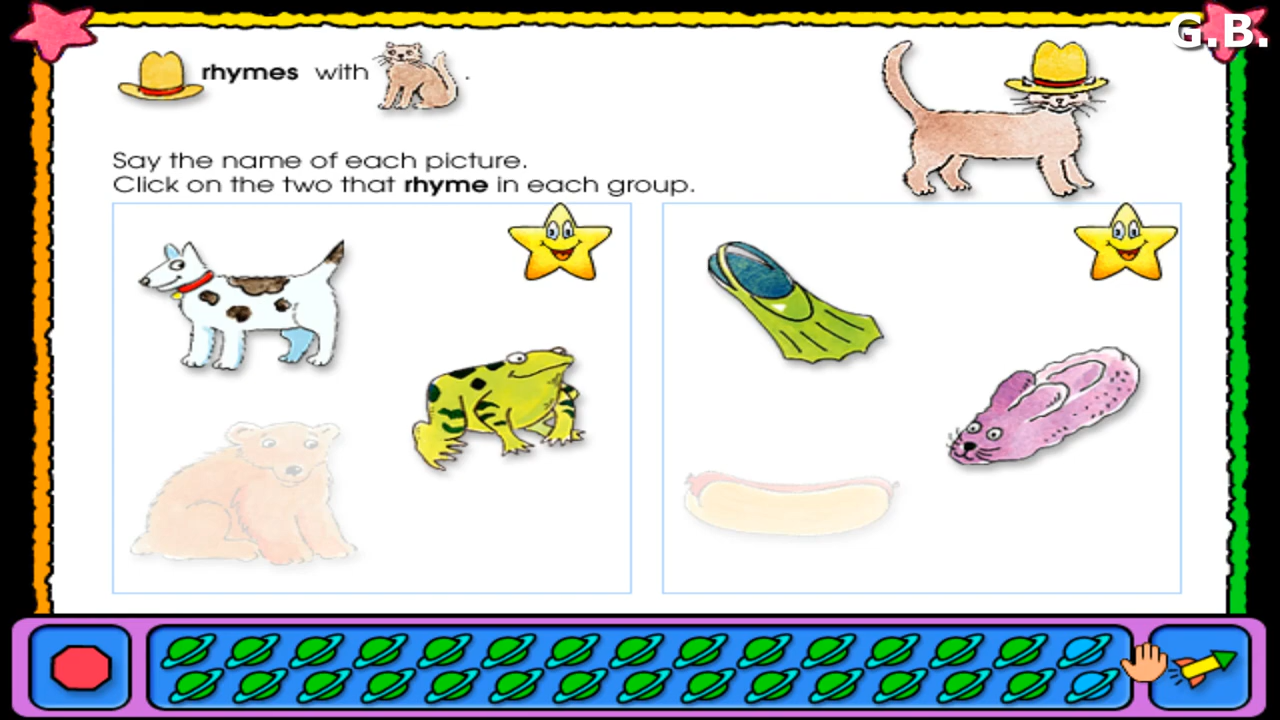 G.B.
rhymes with .
Say the name of each picture.
Click on the two that rhyme in each group.